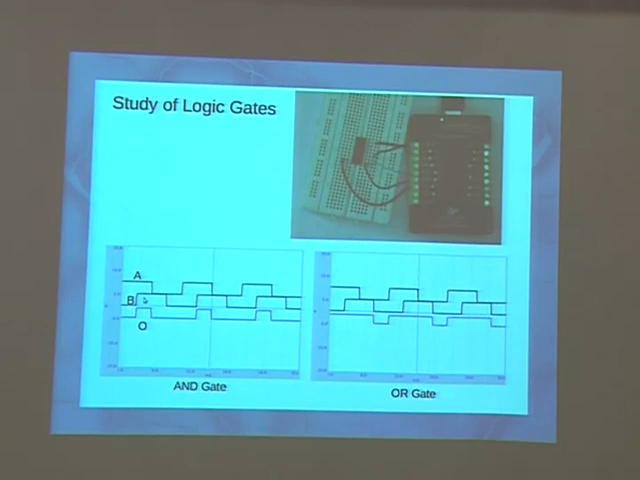 Study of Logic Gates
A
B
O
AND Gate
OR Gate